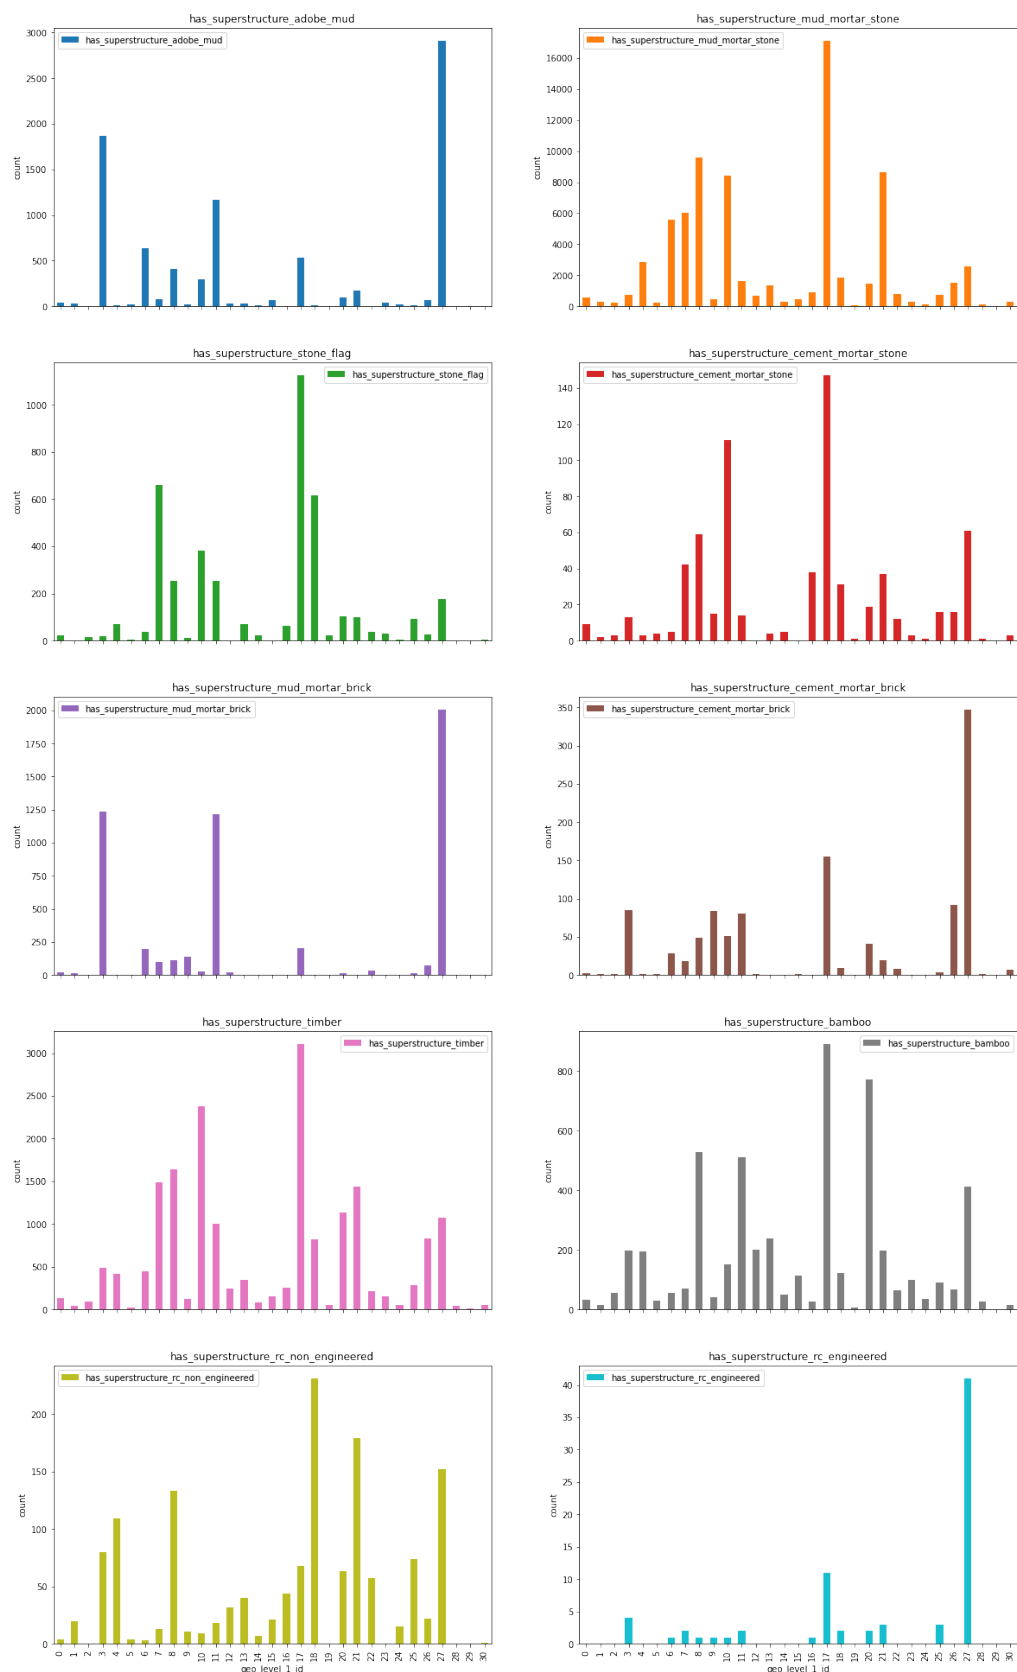 has_superstructure_adobe_mud
has_superstructure_adobe_mud
3000
2500
2000
1500
1000
500
0
count
has_superstructure_mud_mortar_stone
has_superstructure_mud_mortar_stone
16000
14000
12000
10000
8000
6000
4000
2000
0
count
has_superstructure_stone_flag
has_superstructure_stone_flag
1000
800
600
400
200
0
count
has_superstructure_cement_mortar_stone
has_superstructure_cement_mortar_stone
140
120
100
80
60
40
20
0
count
has_superstructure_mud_mortar_brick
has_superstructure_mud_mortar_brick
2000
1750
1500
1250
1000
750
500
250
0
count
has_superstructure_cement_mortar_brick
has_superstructure_cement_mortar_brick
350
300
250
200
150
100
50
0
count
has_superstructure_timber
has_superstructure_timber
3000
2500
2000
1500
1000
500
0
count
has_superstructure_bamboo
has_superstructure_bamboo
800
600
400
200
0
count
has_superstructure_rc_non_engineered
has_superstructure_rc_non_engineered
200
150
100
50
0
count
0 1 2 3 4 5 6 7 8 9 10 11 12 13 14 15 16 17 18 19 20 21 22 23 24 25 26 27 28 29 30
geo_level_1_id
has_superstructure_rc_engineered
has_superstructure_rc_engineered
40
35
30
25
20
15
10
5
0
count
0 1 2 3 4 5 6 7 8 9 10 11 12 13 14 15 16 17 18 19 20 21 22 23 24 25 26 27 28 29 30
geo_level_1_id